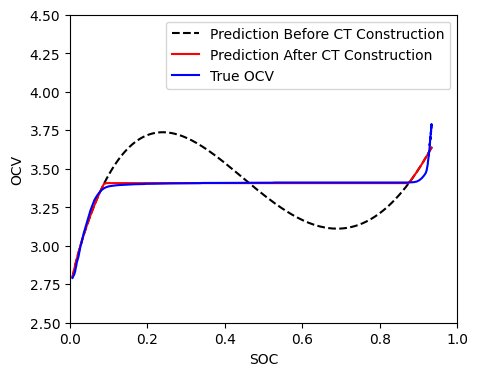 4.50
4.25
4.00
3.75
3.50
3.25
3.00
2.75
2.50
OCV
Prediction Before CT Construction
Prediction After CT Construction
True OCV
0.0 0.2 0.4 0.6 0.8 1.0
SOC